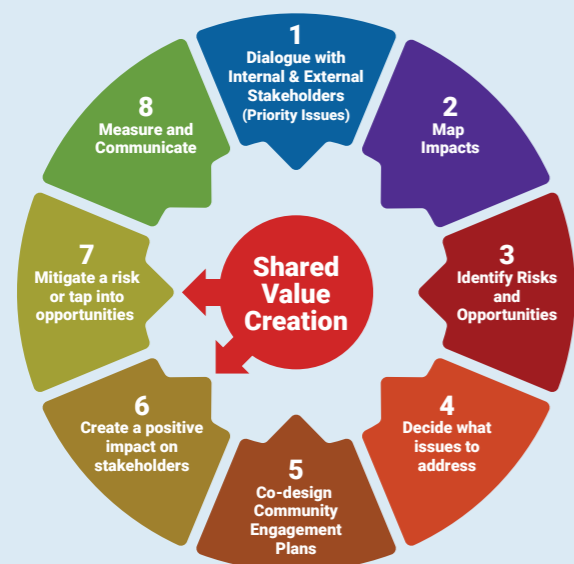 1
Dialogue with
Internal & External
Stakeholders
(Priority Issues)
2
Map
Impacts
3
Identify Risks
and
Opportunities
4
Decide what
issues to
address
5
Co-design
Community
Engagement
Plans
6
Create a positive
impact on
stakeholders
7
Mitigate a risk
or tap into
opportunities
8
Measure and
Communicate
Shared
Value
Creation